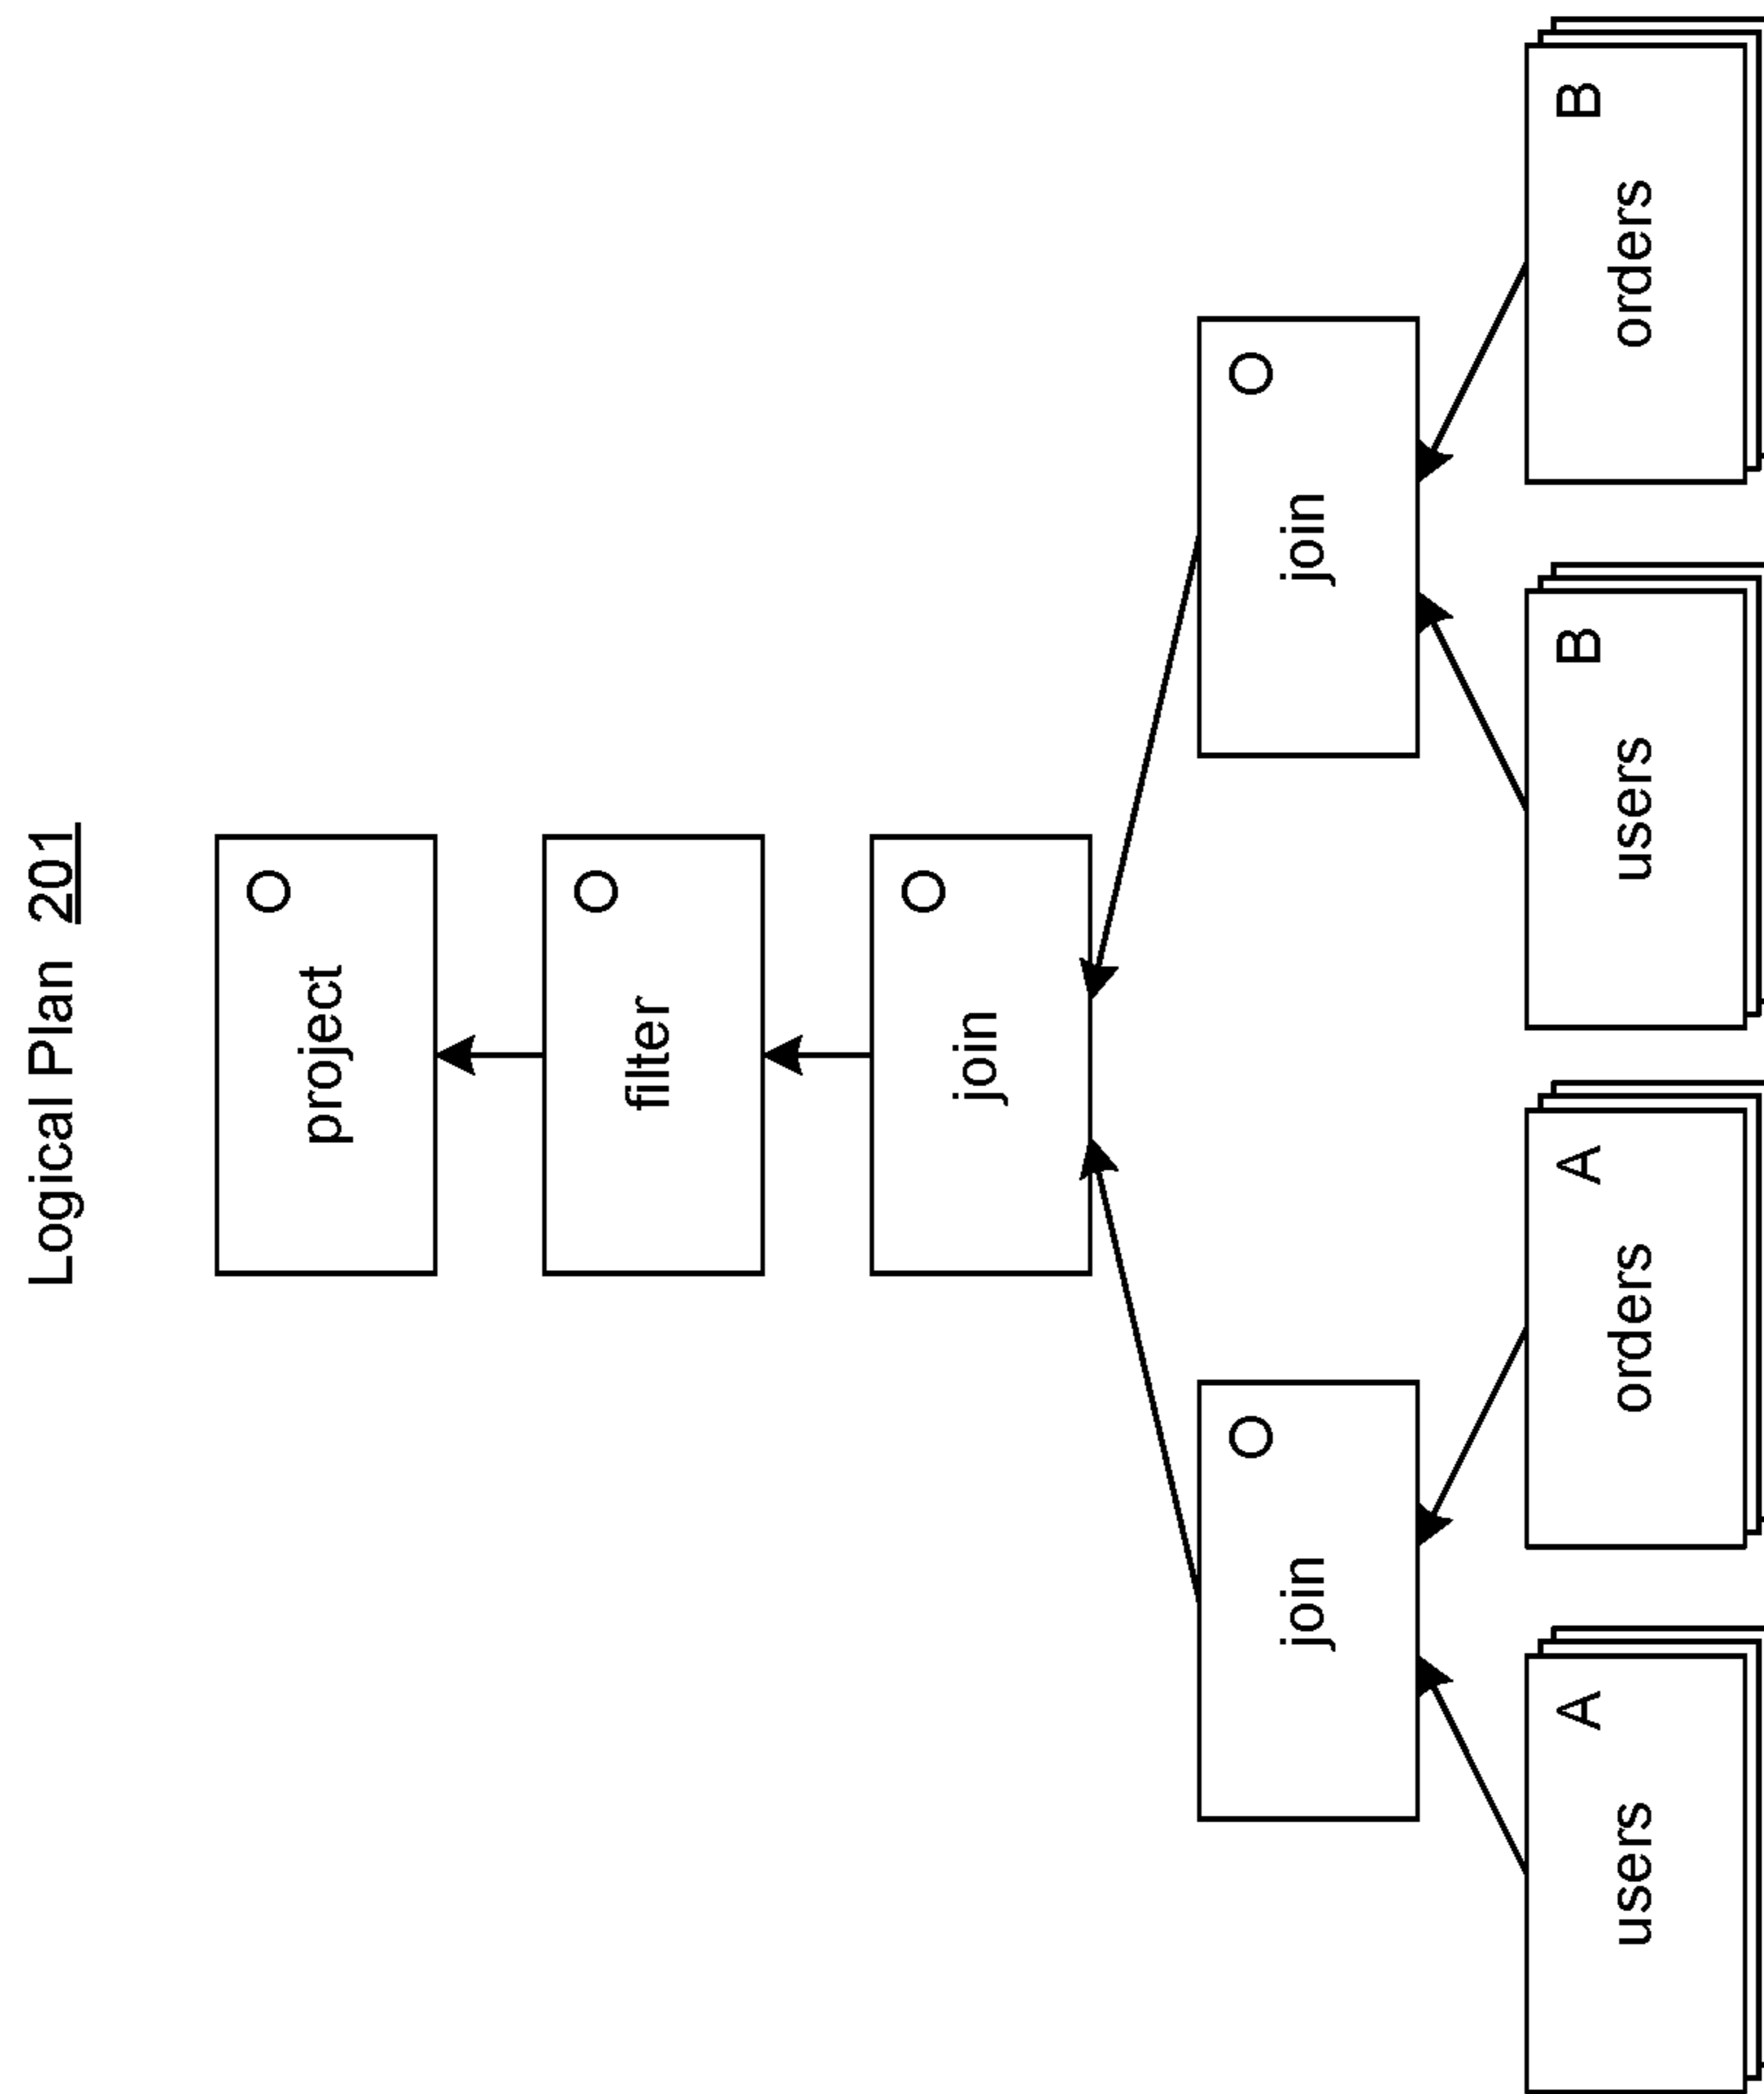 Logical Plan 201
O
project
O
filter
O
join
O
join
O
join
A
users
A
orders
B
users
B
orders